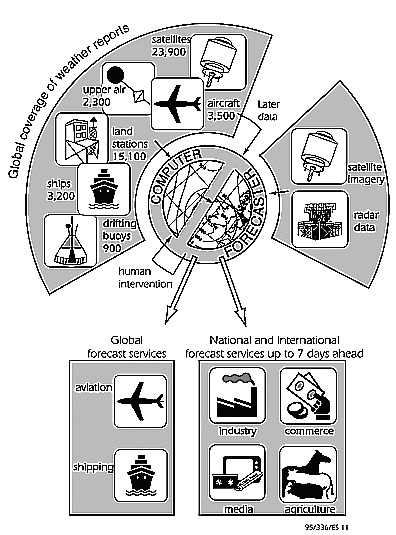 Global coverage of weather reports
satellites
23,900
upper air
2,300
aircraft
3,500
Later
data
land
stations
15,100
COMPUTER
FORECASTER
ships
3,200
drifting
buoys
900
satellite
imagery
radar
data
human
intervention
Global
forecast services
National and International
forecast services up to 7 days ahead
aviation
shipping
industry
commerce
media
agriculture
95/336/ES 11